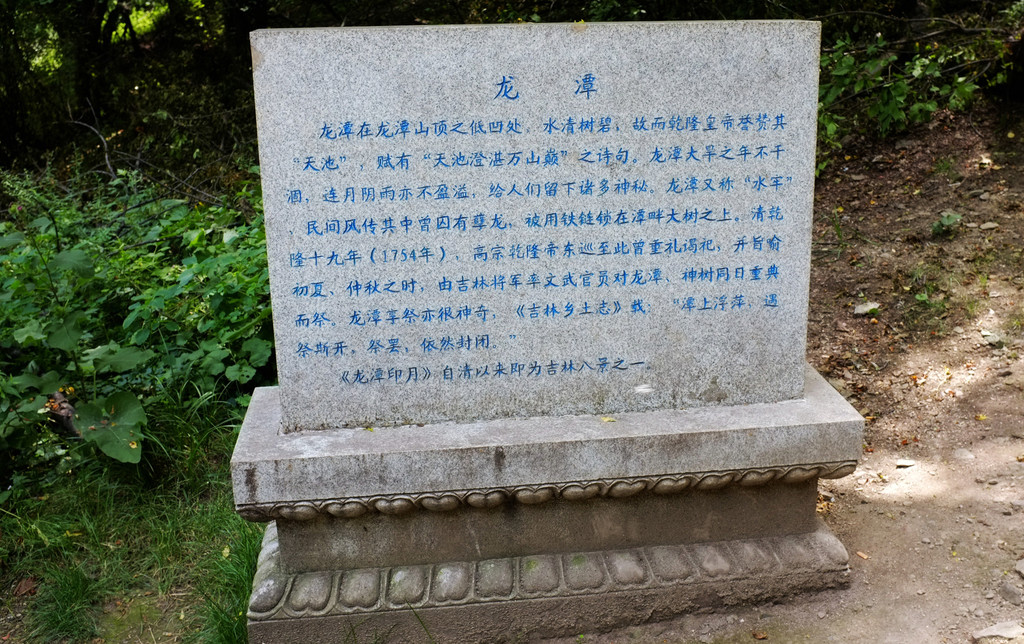 龙 潭
龙潭在龙潭山顶之低凹处，水清树碧，故而乾隆皇帝誉赞其
“天池”，赋有“天池澄湛万山巅”之诗句。龙潭大旱之年不干
涸，连月阴雨亦不盈溢，给人们留下诸多神秘。龙潭又称“水牢”
，民间风传其中曾囚有孽龙，被用铁链锁在潭畔大树之上。清乾
隆十九年（1754年），高宗乾隆帝东巡至此曾重礼谒祀，并旨谕
初夏、仲秋之时，由吉林将军率文武官员对龙潭、神树同日重典
而祭。龙潭享祭亦很神奇，《吉林乡土志》载：“潭上浮萍，遇
祭斯开，祭罢，依然封闭。”
《龙潭印月》自清以来即为吉林八景之一。